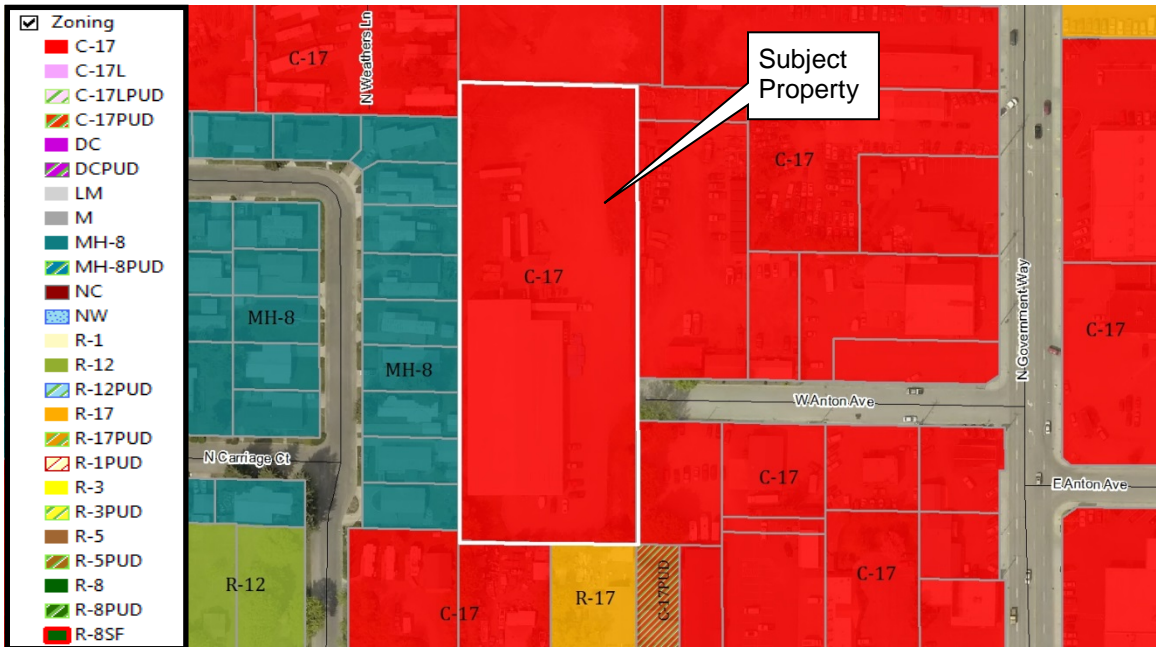 Zoning
C-17
C-17L
C-17LPUD
C-17PUD
DC
DCPUD
LM
M
MH-8
MH-8PUD
NC
NW
R-1
R-12
R-12PUD
R-17
R-17PUD
R-1PUD
R-3
R-3PUD
R-5
R-5PUD
R-8
R-8PUD
R-8SF
C-17
N Weathers Ln
Subject
Property
C-17
C-17
MH-8
MH-8
N Government Way
C-17
W Anton Ave
N Carriage Ct
C-17
E Anton Ave
R-12
C-17
R-17
C-17PUD
C-17